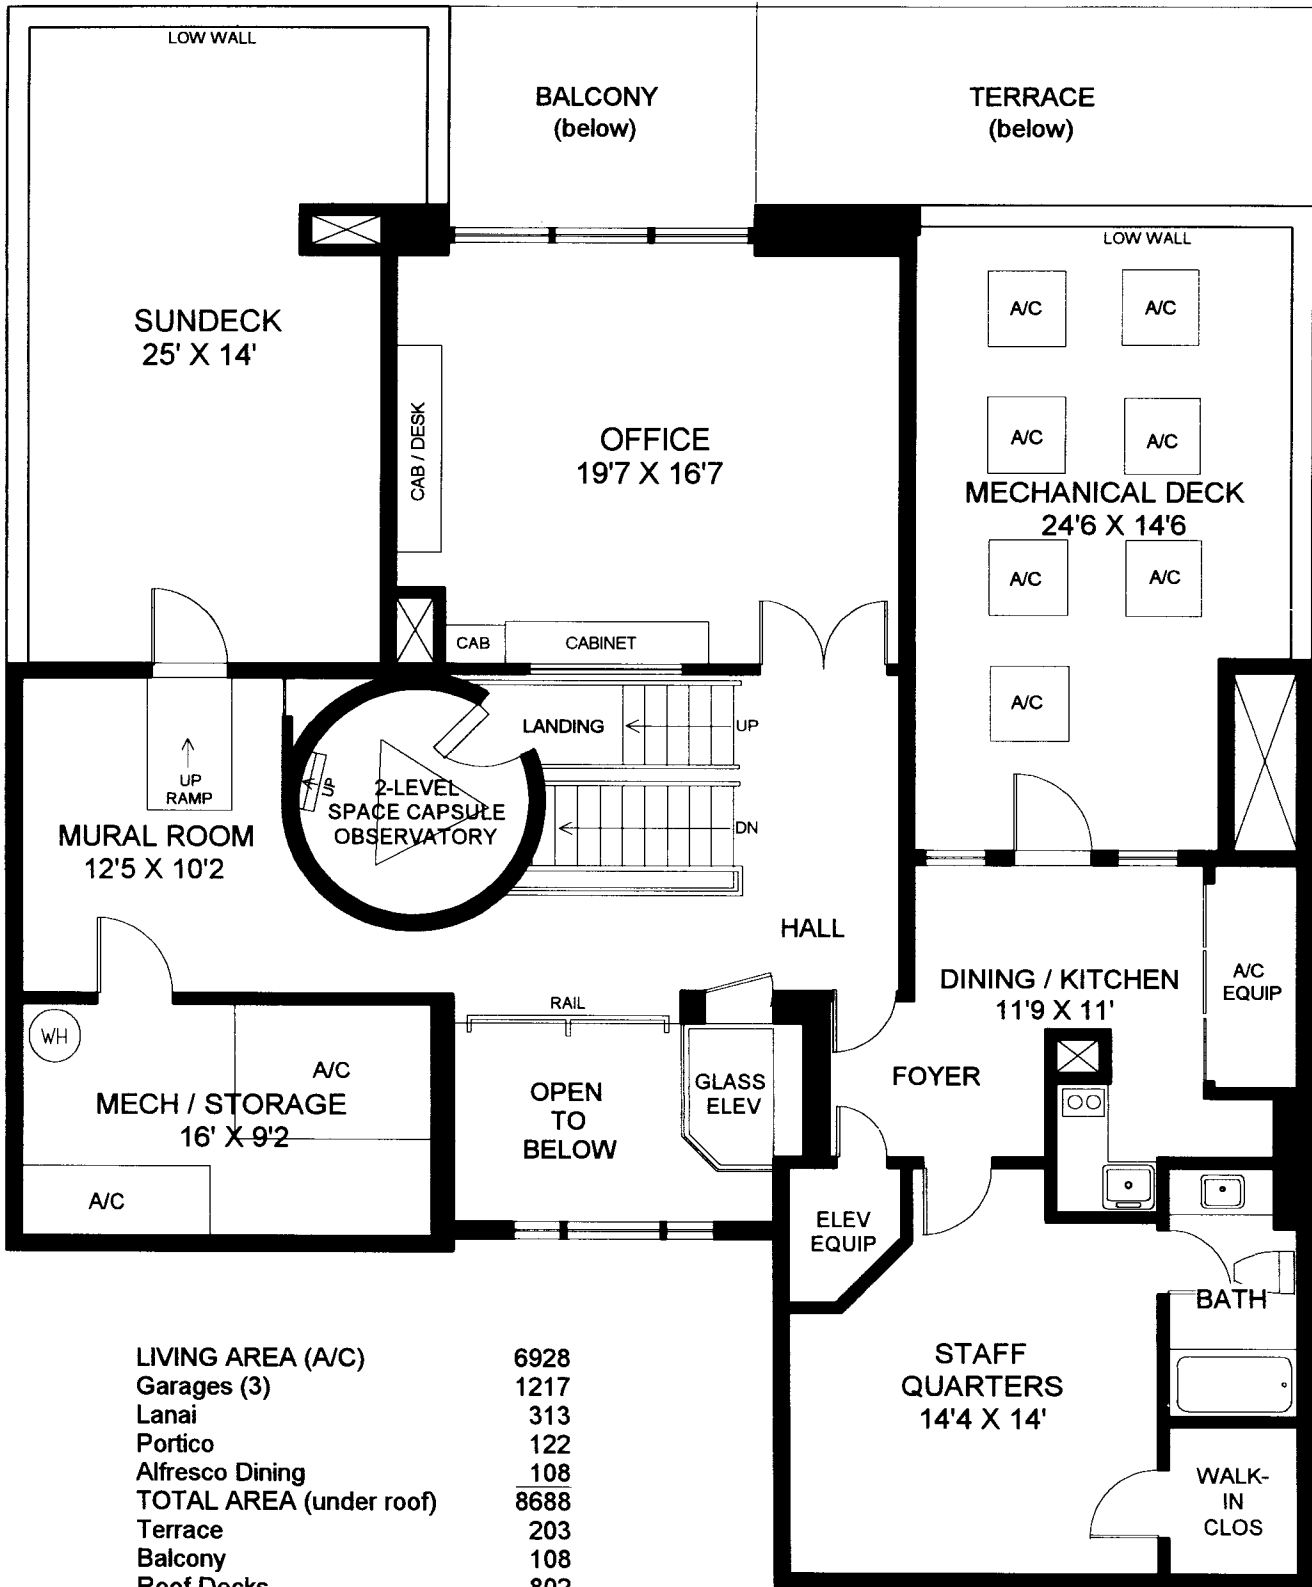 LOW WALL
BALCONY
(below)
TERRACE
(below)
LOW WALL
A/C
A/C
SUNDECK
25' X 14'
CAB / DESK
OFFICE
19'7 X 16'7
A/C
A/C
MECHANICAL DECK
24'6 X 14'6
A/C
A/C
CAB
CABINET
A/C
LANDING
UP
UP
RAMP
UP
2-LEVEL
SPACE CAPSULE
OBSERVATORY
DN
MURAL ROOM
12'5 X 10'2
HALL
DINING / KITCHEN
11'9 X 11'
A/C
EQUIP
RAIL
WH
A/C
MECH / STORAGE
16' X 9'2
A/C
OPEN
TO
BELOW
GLASS
ELEV
FOYER
ELEV
EQUIP
BATH
STAFF
QUARTERS
14'4 X 14'
WALK-
IN
CLOS
LIVING AREA (A/C) 6928
Garages (3) 1217
Lanai 313
Portico 122
Alfresco Dining 108
TOTAL AREA (under roof) 8688
Terrace 203
Balcony 108
Roof Decks 802